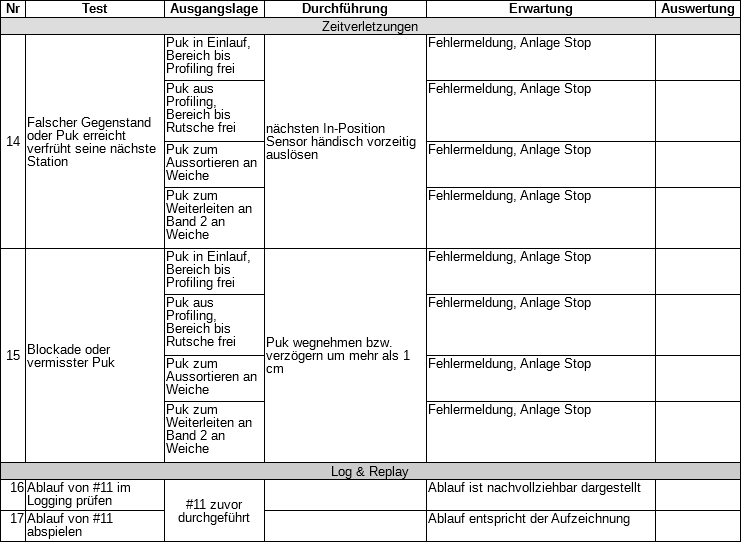 Nr Test Ausgangslage Durchführung Erwartung Auswertung
Zeitverletzungen
14
Falscher Gegenstand
oder Puk erreicht
verfrüht seine nächste
Station
Puk in Einlauf,
Bereich bis
Profiling frei
nächsten In-Position
Sensor händisch vorzeitig
auslösen
Fehlermeldung, Anlage Stop
Puk aus
Profiling,
Bereich bis
Rutsche frei
Fehlermeldung, Anlage Stop
Puk zum
Aussortieren an
Weiche
Fehlermeldung, Anlage Stop
Puk zum
Weiterleiten an
Band 2 an
Weiche
Fehlermeldung, Anlage Stop
15
Blockade oder
vermisster Puk
Puk in Einlauf,
Bereich bis
Profiling frei
Puk wegnehmen bzw.
verzögern um mehr als 1
cm
Fehlermeldung, Anlage Stop
Puk aus
Profiling,
Bereich bis
Rutsche frei
Fehlermeldung, Anlage Stop
Puk zum
Aussortieren an
Weiche
Fehlermeldung, Anlage Stop
Puk zum
Weiterleiten an
Band 2 an
Weiche
Fehlermeldung, Anlage Stop
Log & Replay
16
Ablauf von #11 im
Logging prüfen
#11 zuvor
durchgeführt
Ablauf ist nachvollziehbar dargestellt
17
Ablauf von #11
abspielen
Ablauf entspricht der Aufzeichnung